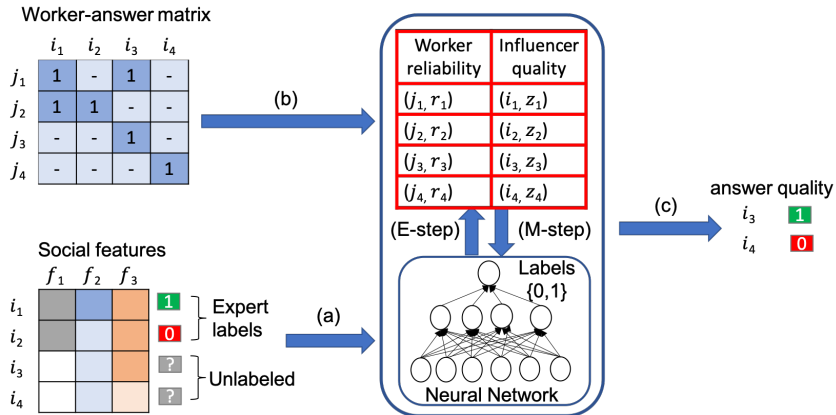 Worker-answer matrix
i₁ i₂ i₃ i₄
j₁ 1 - 1 -
j₂ 1 1 - -
j₃ - - 1 -
j₄ - - - 1
(b)
Worker reliability
Influencer quality
(j₁, r₁) (i₁, z₁)
(j₂, r₂) (i₂, z₂)
(j₃, r₃) (i₃, z₃)
(j₄, r₄) (i₄, z₄)
(E-step) (M-step)
Labels
{0,1}
Neural Network
(c)
answer quality
i₃ 1
i₄ 0
Social features
f₁ f₂ f₃
i₁ 1
i₂ 0
i₃ ?
i₄ ?
Expert
labels
Unlabeled
(a)